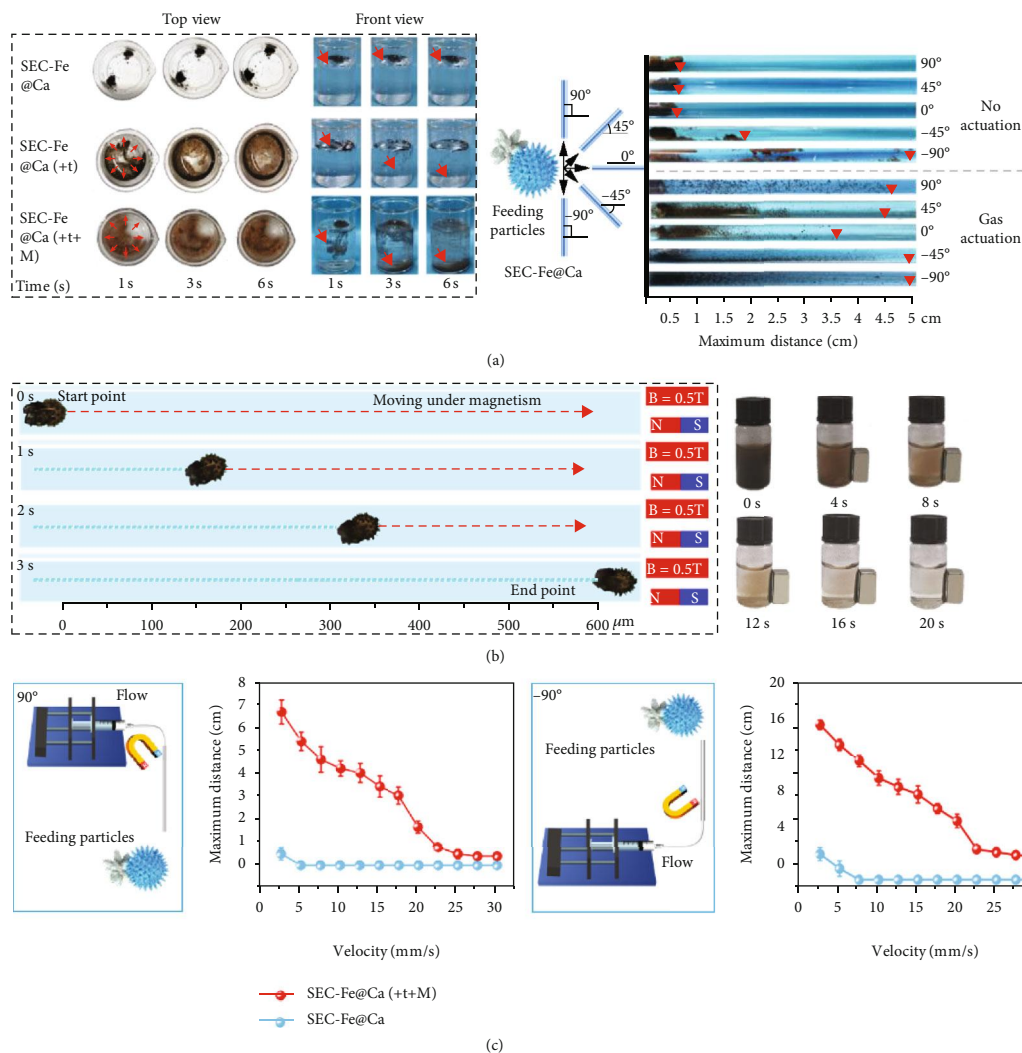 Top view Front view
SEC-Fe
@Ca
SEC-Fe
@Ca (+t)
SEC-Fe
@Ca (+t+
M)
Time (s) 1 s 3 s 6 s 1 s 3 s 6 s
90°
45°
0°
–45°
–90°
Feeding
particles
SEC-Fe@Ca
90°
45°
0°
–45°
–90°
No
actuation
90°
45°
0°
–45°
–90°
Gas
actuation
0.5 1 1.5 2 2.5 3 3.5 4 4.5 5 cm
Maximum distance (cm)
(a)
0 s Start point Moving under magnetism B = 0.5T
N S
1 s B = 0.5T
N S
2 s B = 0.5T
N S
3 s B = 0.5T
End point N S
0 100 200 300 400 500 600 μm
0 s 4 s 8 s
12 s 16 s 20 s
(b)
90° Flow
Feeding particles
Maximum distance (cm)
8
7
6
5
4
3
2
1
0
0 5 10 15 20 25 30
Velocity (mm/s)
–90°
Feeding particles
Flow
Maximum distance (cm)
20
16
12
8
4
0
0 5 10 15 20 25
Velocity (mm/s)
SEC-Fe@Ca (+t+M)
SEC-Fe@Ca
(c)